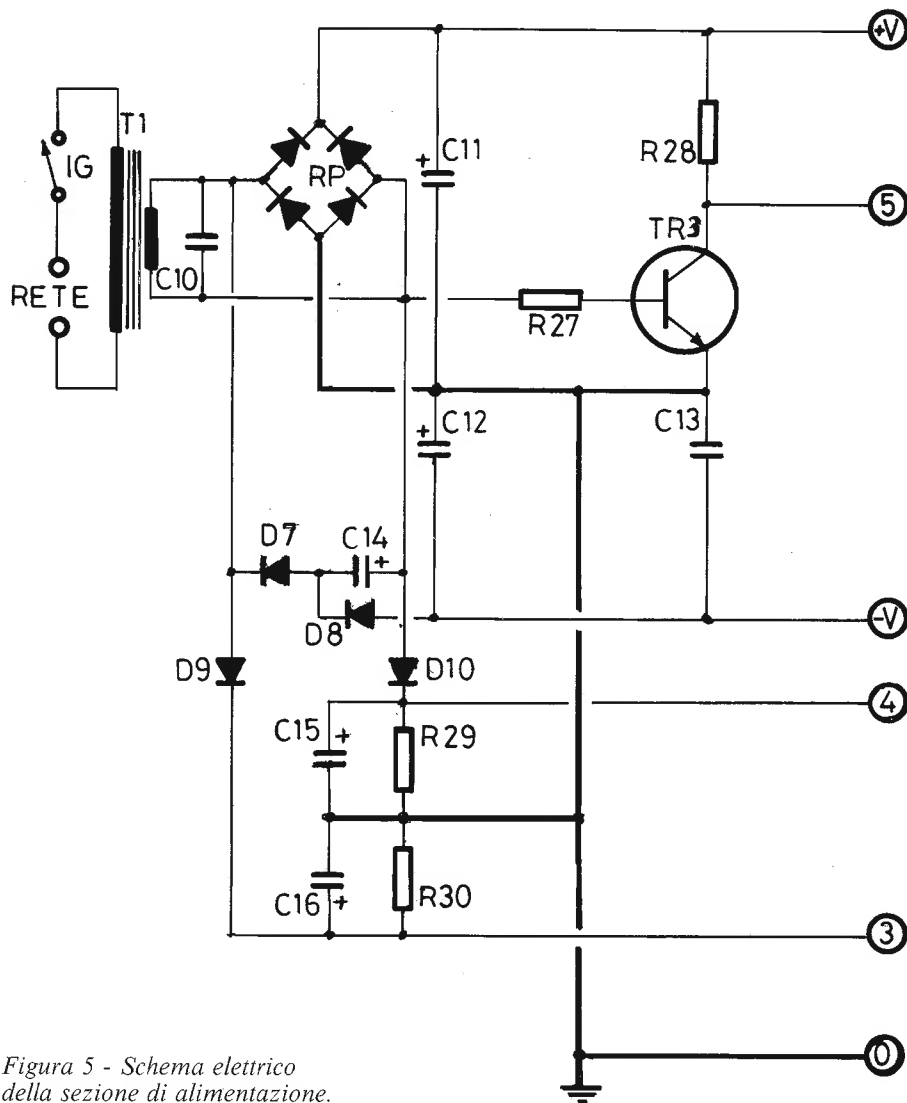 +V
T1
IG
RP
C11
R28
5
C10
TR3
RETE
R27
C12
C13
D7
C14
+
+
+
D8
-V
D9
D10
4
C15
+
R29
C16
+
R30
3
0
Figura 5 - Schema elettrico
della sezione di alimentazione.